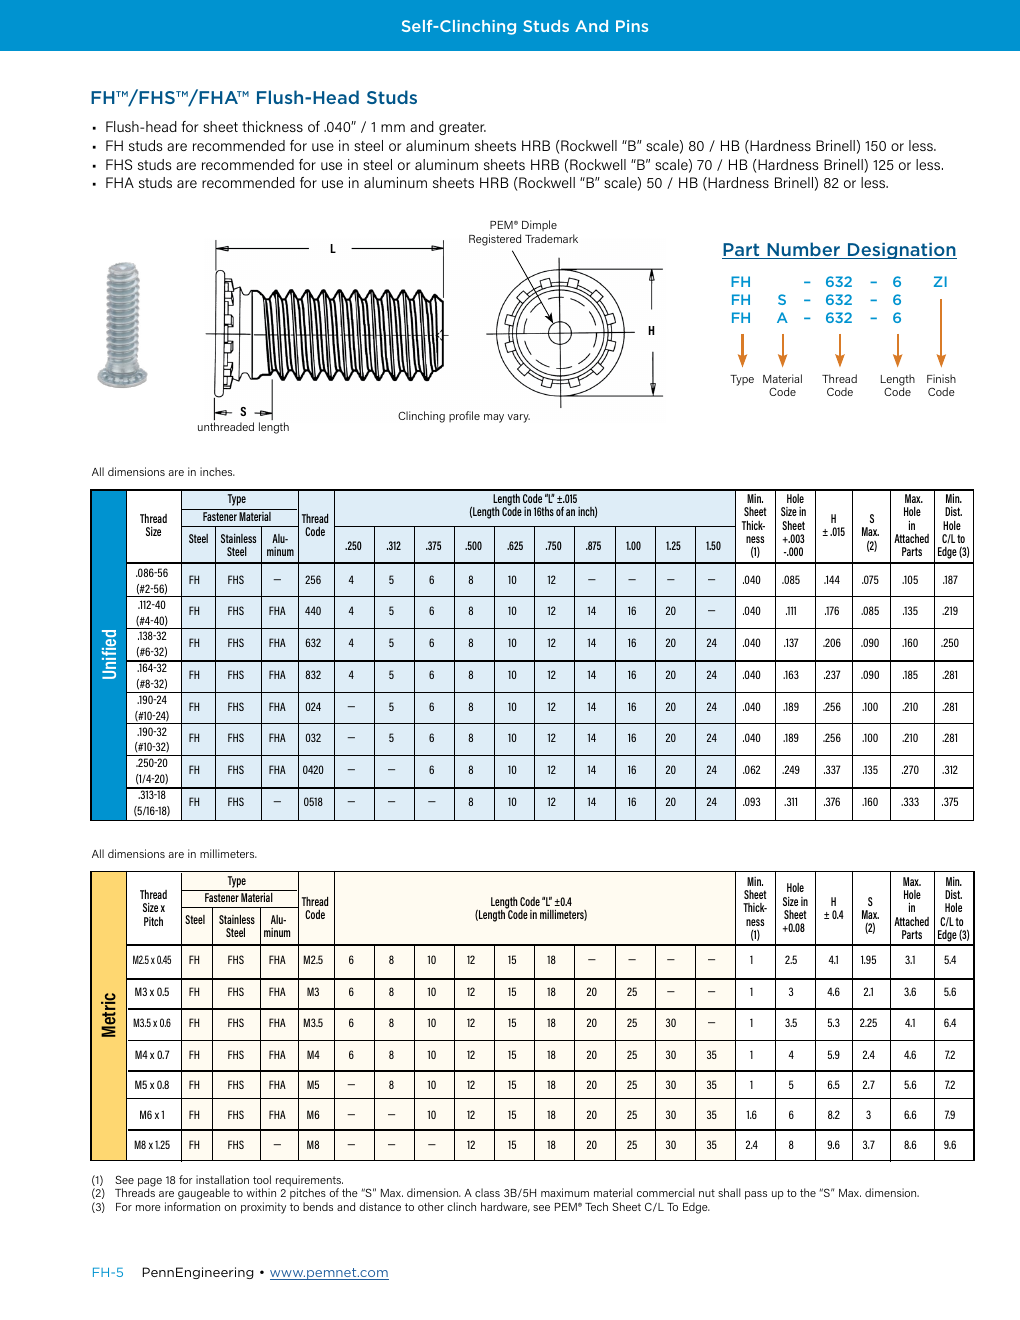 Self-Clinching Studs And Pins
FH™/FHS™/FHA™ Flush-Head Studs
• Flush-head for sheet thickness of .040" / 1 mm and greater.
• FH studs are recommended for use in steel or aluminum sheets HRB (Rockwell "B" scale) 80 / HB (Hardness Brinell) 150 or less.
• FHS studs are recommended for use in steel or aluminum sheets HRB (Rockwell "B" scale) 70 / HB (Hardness Brinell) 125 or less.
• FHA studs are recommended for use in aluminum sheets HRB (Rockwell "B" scale) 50 / HB (Hardness Brinell) 82 or less.
L
PEM® Dimple
Registered Trademark
H
S
unthreaded length
Clinching profile may vary.
Part Number Designation
FH – 632 – 6 ZI
FH S – 632 – 6
FH A – 632 – 6
Type Material Code Thread Code Length Code Finish Code
All dimensions are in inches.
Unified
Thread Size | Type | Thread Code | Length Code "L" ±.015 | Min. Sheet Thick-ness (1) | Hole Size in Sheet +.003 -.000 | H ± .015 | S Max. (2) | Max. Hole in Attached Parts | Min. Dist. Hole C/L to Edge (3)
Fastener Material | (Length Code in 16ths of an inch)
Steel | Stainless Steel | Alu-minum | .250 | .312 | .375 | .500 | .625 | .750 | .875 | 1.00 | 1.25 | 1.50
.086-56 (#2-56) | FH | FHS | — | 256 | 4 | 5 | 6 | 8 | 10 | 12 | — | — | — | — | .040 | .085 | .144 | .075 | .105 | .187
.112-40 (#4-40) | FH | FHS | FHA | 440 | 4 | 5 | 6 | 8 | 10 | 12 | 14 | 16 | 20 | — | .040 | .111 | .176 | .085 | .135 | .219
.138-32 (#6-32) | FH | FHS | FHA | 632 | 4 | 5 | 6 | 8 | 10 | 12 | 14 | 16 | 20 | 24 | .040 | .137 | .206 | .090 | .160 | .250
.164-32 (#8-32) | FH | FHS | FHA | 832 | 4 | 5 | 6 | 8 | 10 | 12 | 14 | 16 | 20 | 24 | .040 | .163 | .237 | .090 | .185 | .281
.190-24 (#10-24) | FH | FHS | FHA | 024 | — | 5 | 6 | 8 | 10 | 12 | 14 | 16 | 20 | 24 | .040 | .189 | .256 | .100 | .210 | .281
.190-32 (#10-32) | FH | FHS | FHA | 032 | — | 5 | 6 | 8 | 10 | 12 | 14 | 16 | 20 | 24 | .040 | .189 | .256 | .100 | .210 | .281
.250-20 (1/4-20) | FH | FHS | FHA | 0420 | — | — | 6 | 8 | 10 | 12 | 14 | 16 | 20 | 24 | .062 | .249 | .337 | .135 | .270 | .312
.313-18 (5/16-18) | FH | FHS | — | 0518 | — | — | — | 8 | 10 | 12 | 14 | 16 | 20 | 24 | .093 | .311 | .376 | .160 | .333 | .375
All dimensions are in millimeters.
Metric
Thread Size x Pitch | Type | Thread Code | Length Code "L" ±0.4 | Min. Sheet Thick-ness (1) | Hole Size in Sheet +0.08 | H ± 0.4 | S Max. (2) | Max. Hole in Attached Parts | Min. Dist. Hole C/L to Edge (3)
Fastener Material | (Length Code in millimeters)
Steel | Stainless Steel | Alu-minum
M2.5 x 0.45 | FH | FHS | FHA | M2.5 | 6 | 8 | 10 | 12 | 15 | 18 | — | — | — | — | 1 | 2.5 | 4.1 | 1.95 | 3.1 | 5.4
M3 x 0.5 | FH | FHS | FHA | M3 | 6 | 8 | 10 | 12 | 15 | 18 | 20 | 25 | — | — | 1 | 3 | 4.6 | 2.1 | 3.6 | 5.6
M3.5 x 0.6 | FH | FHS | FHA | M3.5 | 6 | 8 | 10 | 12 | 15 | 18 | 20 | 25 | 30 | — | 1 | 3.5 | 5.3 | 2.25 | 4.1 | 6.4
M4 x 0.7 | FH | FHS | FHA | M4 | 6 | 8 | 10 | 12 | 15 | 18 | 20 | 25 | 30 | 35 | 1 | 4 | 5.9 | 2.4 | 4.6 | 7.2
M5 x 0.8 | FH | FHS | FHA | M5 | — | 8 | 10 | 12 | 15 | 18 | 20 | 25 | 30 | 35 | 1 | 5 | 6.5 | 2.7 | 5.6 | 7.2
M6 x 1 | FH | FHS | FHA | M6 | — | — | 10 | 12 | 15 | 18 | 20 | 25 | 30 | 35 | 1.6 | 6 | 8.2 | 3 | 6.6 | 7.9
M8 x 1.25 | FH | FHS | — | M8 | — | — | — | 12 | 15 | 18 | 20 | 25 | 30 | 35 | 2.4 | 8 | 9.6 | 3.7 | 8.6 | 9.6
(1) See page 18 for installation tool requirements.
(2) Threads are gaugeable to within 2 pitches of the "S" Max. dimension. A class 3B/5H maximum material commercial nut shall pass up to the "S" Max. dimension.
(3) For more information on proximity to bends and distance to other clinch hardware, see PEM® Tech Sheet C/L To Edge.
FH-5 PennEngineering • www.pemnet.com